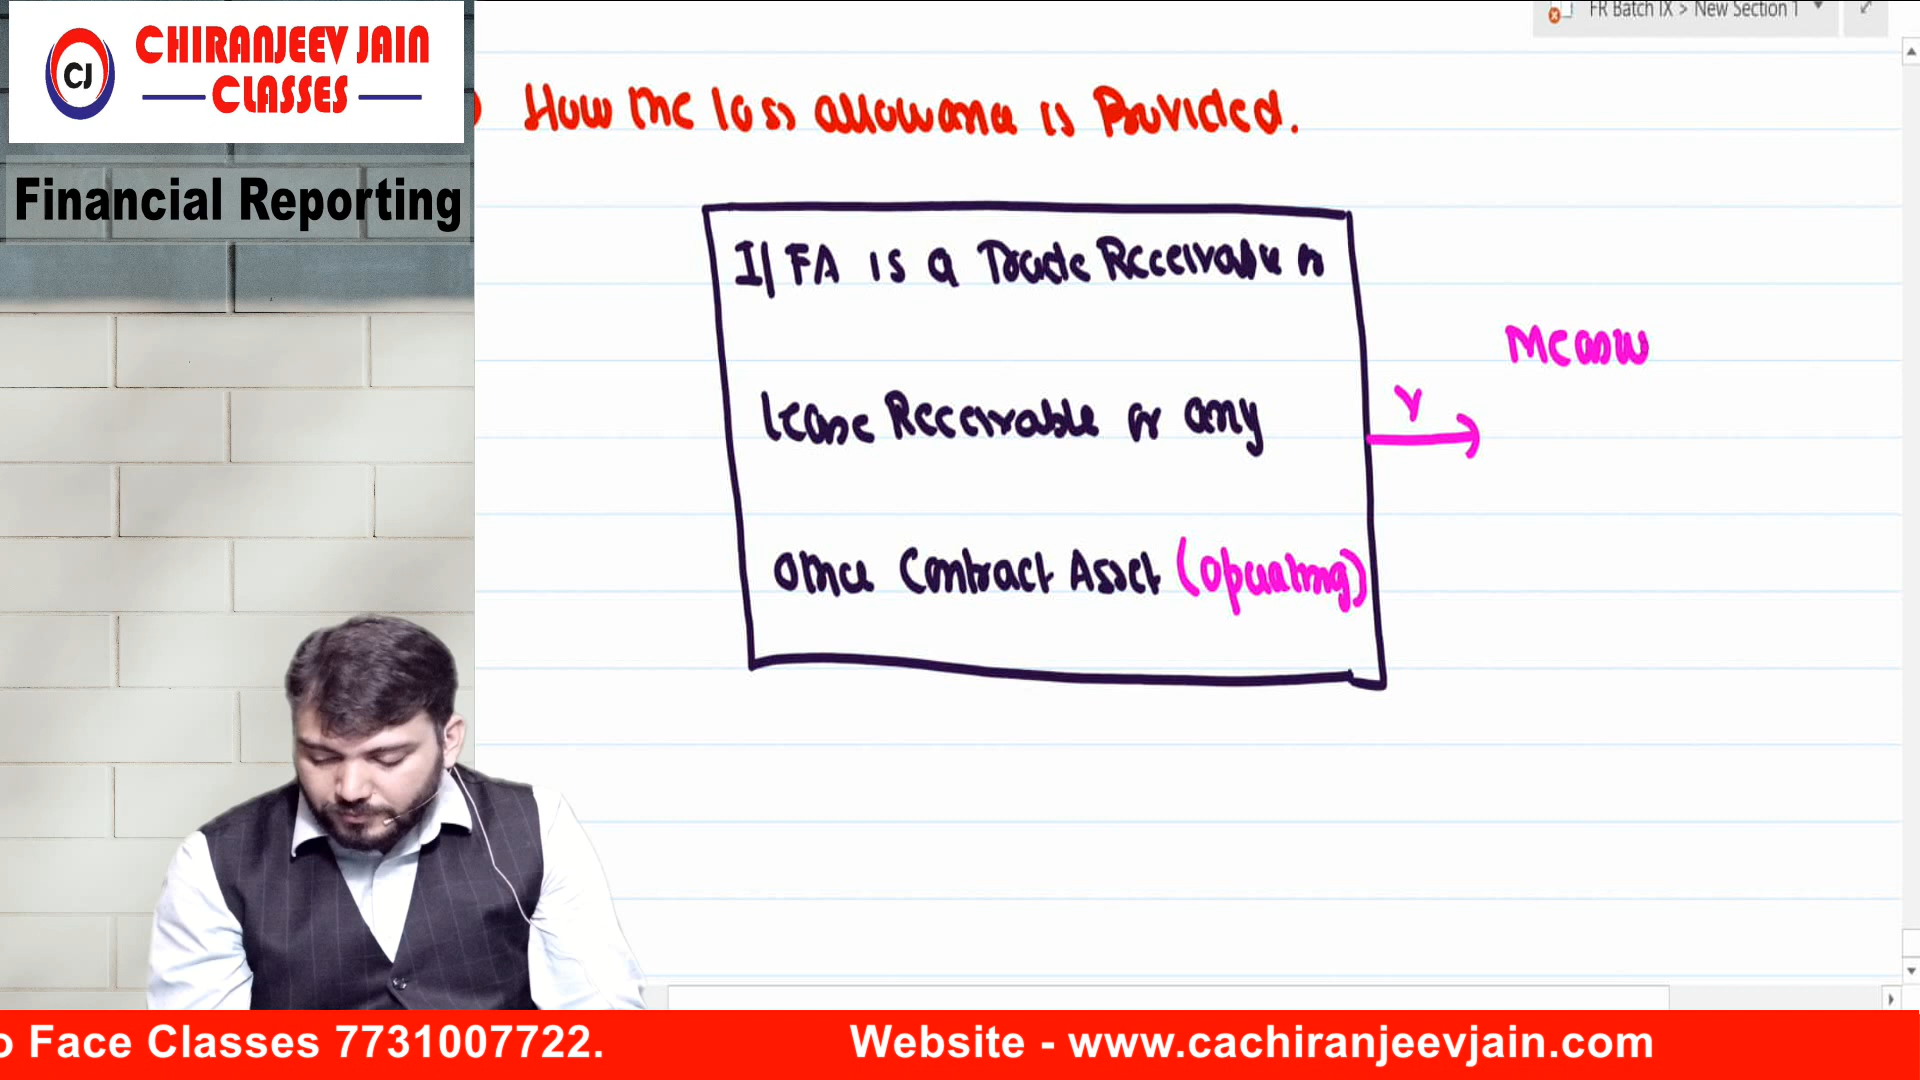 CHIRANJEEV JAIN
CLASSES
CJ
Financial Reporting
FR Batch IX > New Section 1
) How the loss allowance is Provided.
If FA is a Trade Receivable or
lease Receivable or any
other Contract Asset (operating)
Y
Measu
o Face Classes 7731007722.
Website - www.cachiranjeevjain.com